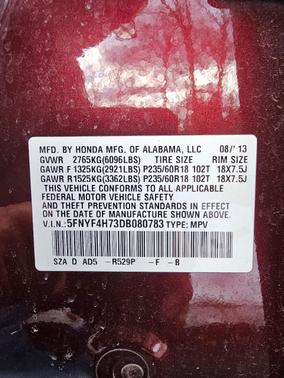 MFD. BY HONDA MFG. OF ALABAMA, LLC 08/'13
GVWR 2765KG(6096LBS) TIRE SIZE RIM SIZE
GAWR F 1325KG(2921LBS) P235/60R18 102T 18X7.5J
GAWR R 1525KG(3362LBS) P235/60R18 102T 18X7.5J
THIS VEHICLE CONFORMS TO ALL APPLICABLE
FEDERAL MOTOR VEHICLE SAFETY
AND THEFT PREVENTION STANDARDS IN EFFECT
ON THE DATE OF MANUFACTURE SHOWN ABOVE.
V.I.N.: 5FNYF4H73DB080783 TYPE: MPV
SZA D AD5 -R529P -F -B